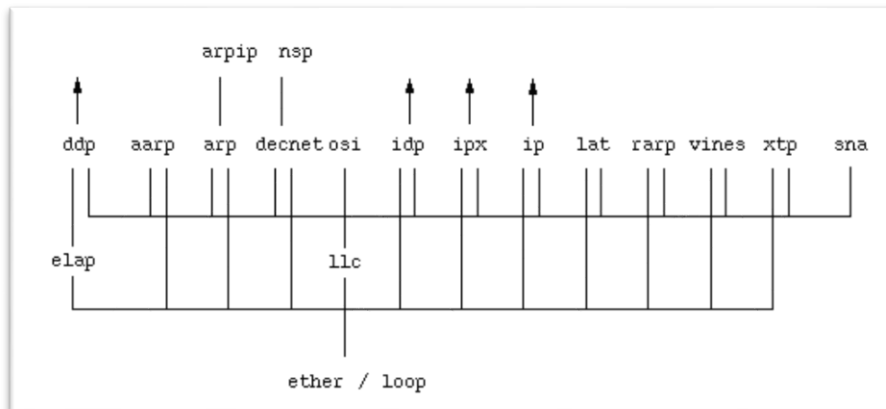 arpip nsp
ddp aarp arp decnet osi idp ipx ip lat rarp vines xtp sna
elap llc
ether / loop